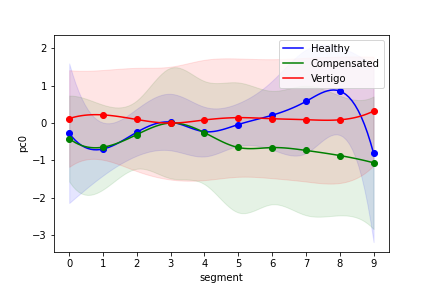 Healthy
Compensated
Vertigo
2
1
0
−1
−2
−3
pc0
0 1 2 3 4 5 6 7 8 9
segment